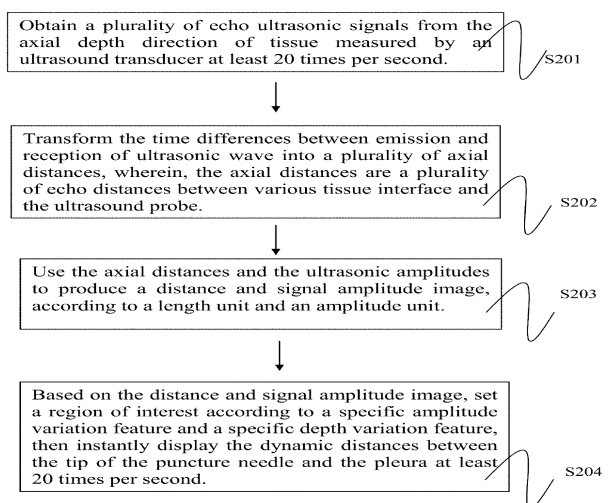 Obtain a plurality of echo ultrasonic signals from the
axial depth direction of tissue measured by an
ultrasound transducer at least 20 times per second.
S201
Transform the time differences between emission and
reception of ultrasonic wave into a plurality of axial
distances, wherein, the axial distances are a plurality
of echo distances between various tissue interface and
the ultrasound probe.
S202
Use the axial distances and the ultrasonic amplitudes
to produce a distance and signal amplitude image,
according to a length unit and an amplitude unit.
S203
Based on the distance and signal amplitude image, set
a region of interest according to a specific amplitude
variation feature and a specific depth variation feature,
then instantly display the dynamic distances between
the tip of the puncture needle and the pleura at least
20 times per second.
S204